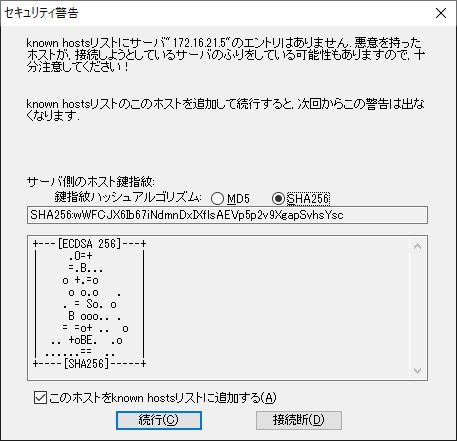 セキュリティ警告
known hostsリストにサーバ"172.16.21.5"のエントリはありません. 悪意を持った
ホストが, 接続しようとしているサーバのふりをしている可能性もありますので, 十
分注意してください!
known hostsリストのこのホストを追加して続行すると, 次回からこの警告は出な
くなります.
サーバ側のホスト鍵指紋:
鍵指紋ハッシュアルゴリズム: MD5 SHA256
SHA256:wWFCJX6Ib67iNdmnDxIXflsAEVp5p2v9XgapSvhsYsc
+---[ECDSA 256]---+
|      .O=+       |
|      =.B...     |
|     o +.=o      |
|      o o.o   .  |
|     . = So. o   |
|      B ooo.. .  |
|     = =o+ ..  o |
|   .. +oBE.  .o  |
|  ......==  ..   |
+----[SHA256]-----+
このホストをknown hostsリストに追加する(A)
続行(C) 接続断(D)